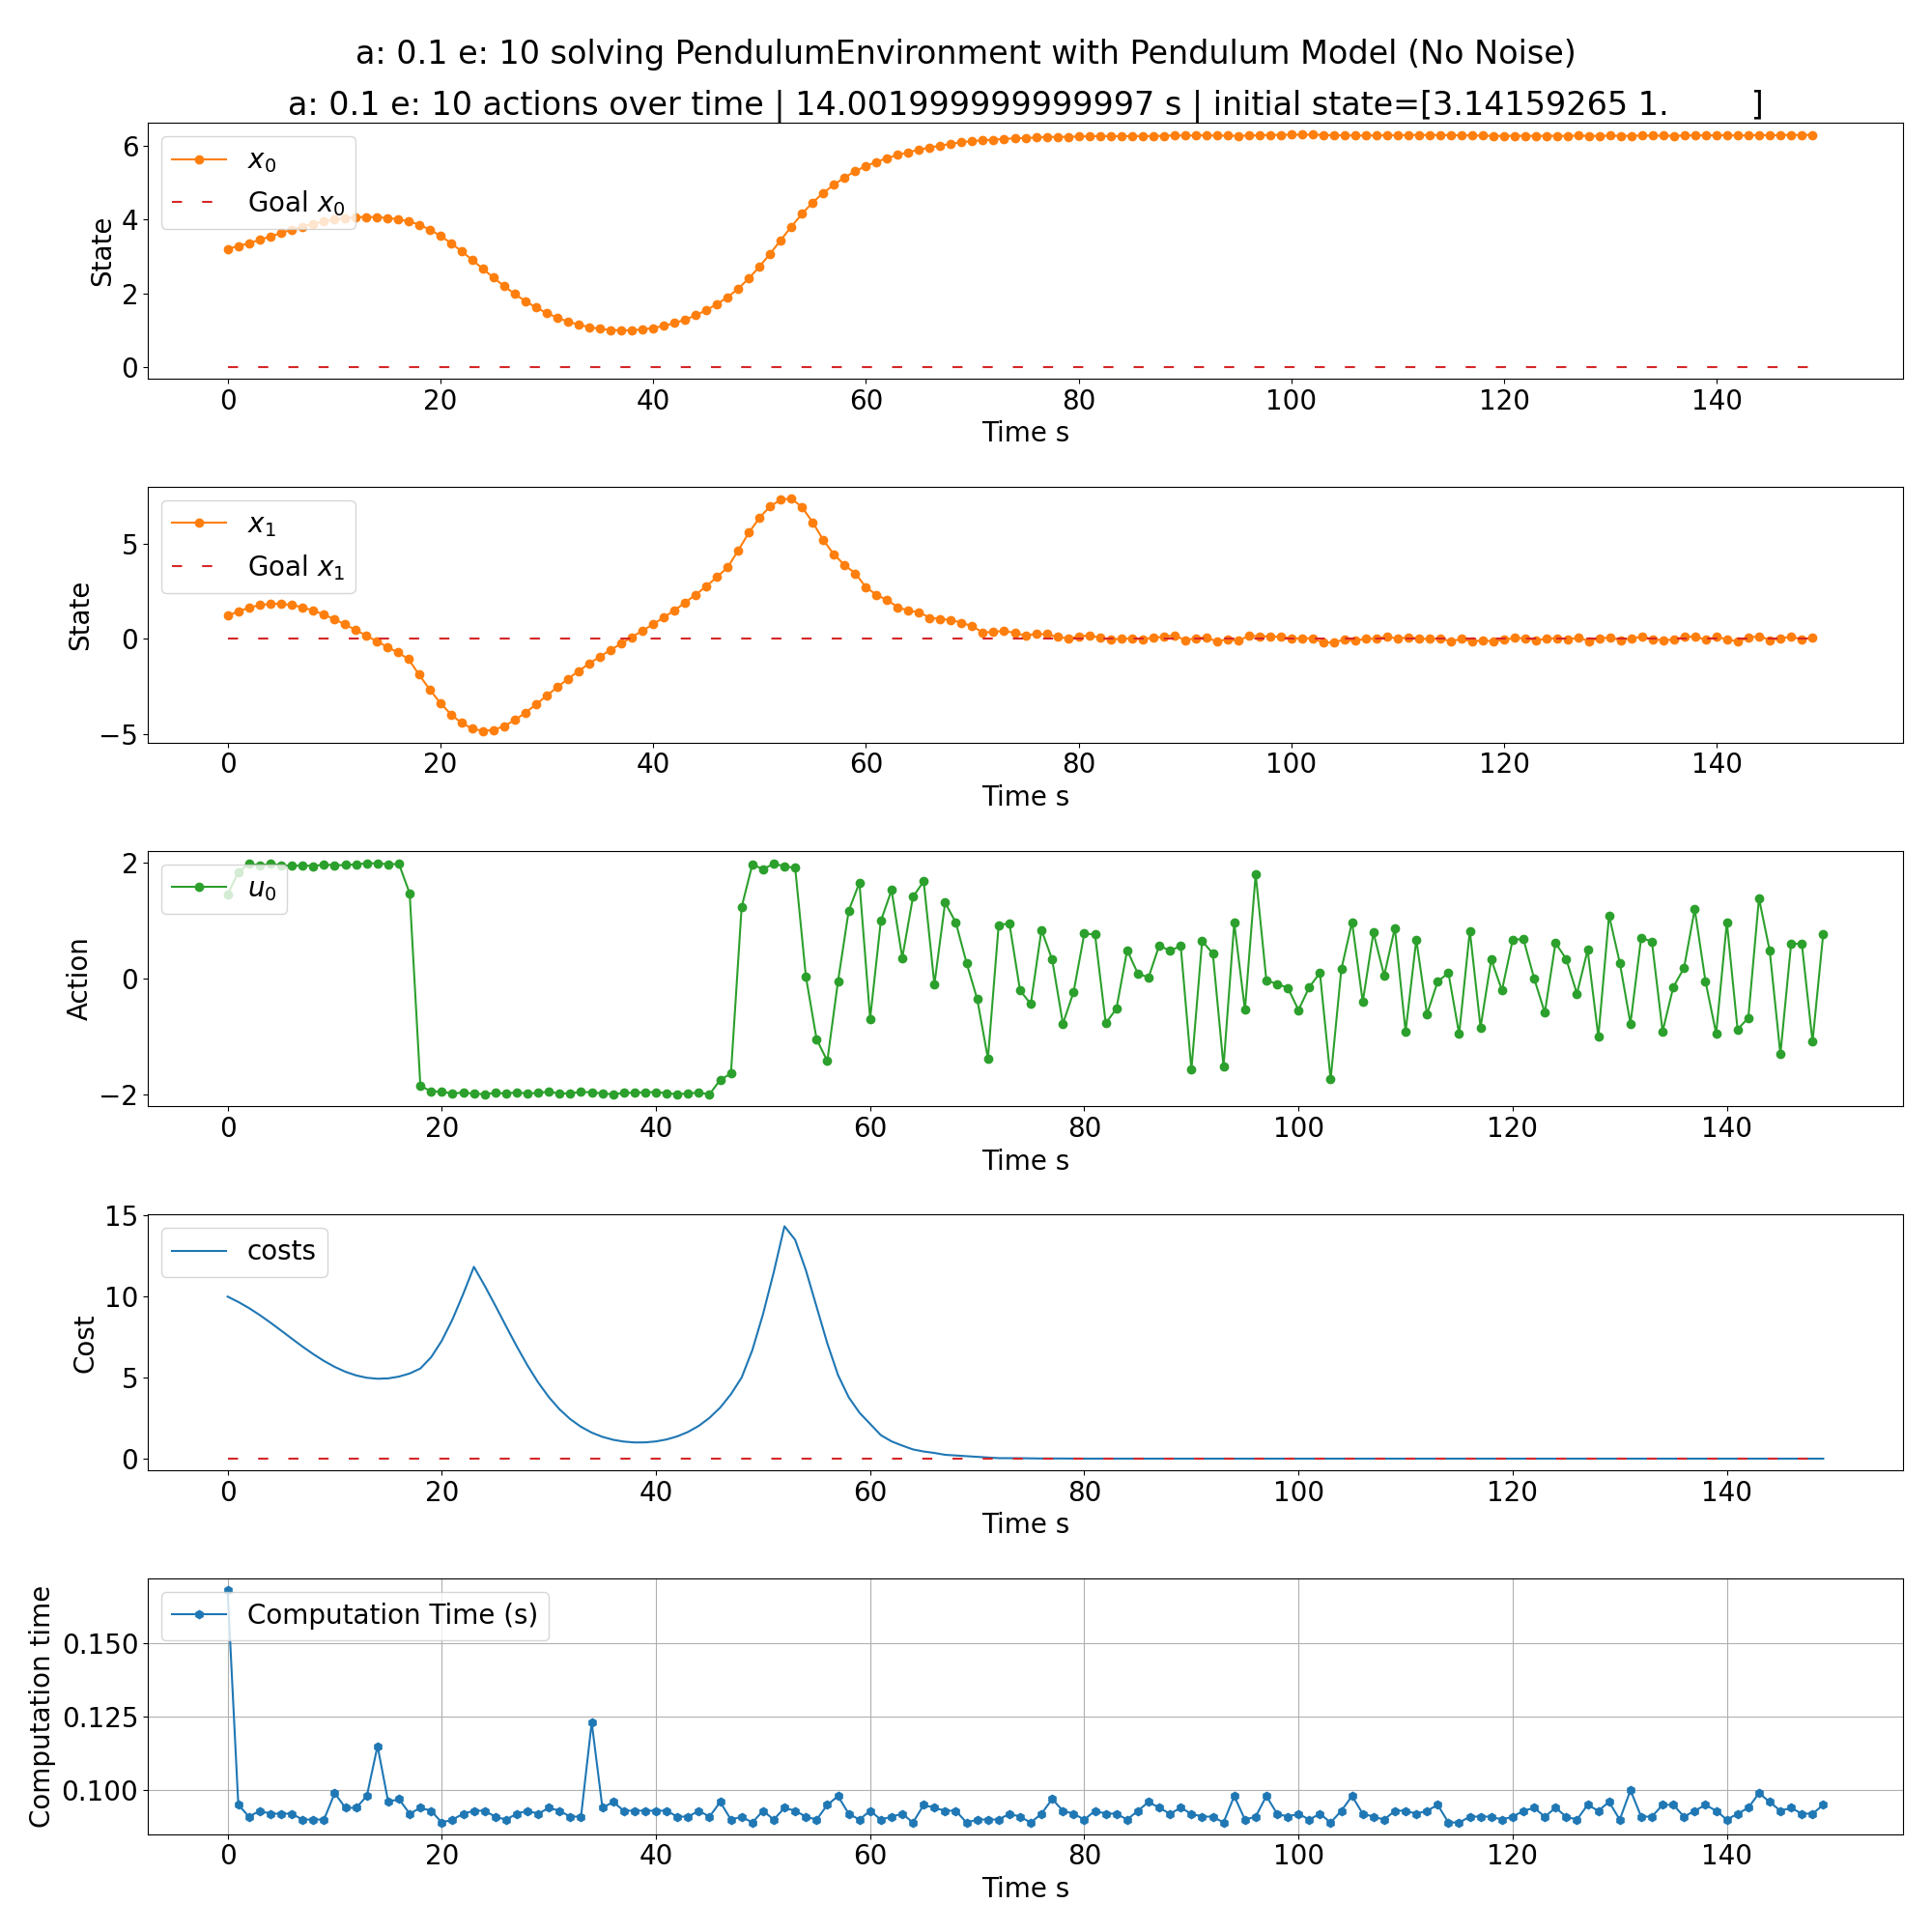 a: 0.1 e: 10 solving PendulumEnvironment with Pendulum Model (No Noise)
a: 0.1 e: 10 actions over time | 14.001999999999997 s | initial state=[3.14159265 1.        ]
x₀
Goal x₀
State
6
4
2
0
0 20 40 60 80 100 120 140
Time s
x₁
Goal x₁
State
5
0
−5
0 20 40 60 80 100 120 140
Time s
u₀
Action
2
0
−2
0 20 40 60 80 100 120 140
Time s
costs
Cost
15
10
5
0
0 20 40 60 80 100 120 140
Time s
Computation Time (s)
Computation time
0.150
0.125
0.100
0 20 40 60 80 100 120 140
Time s